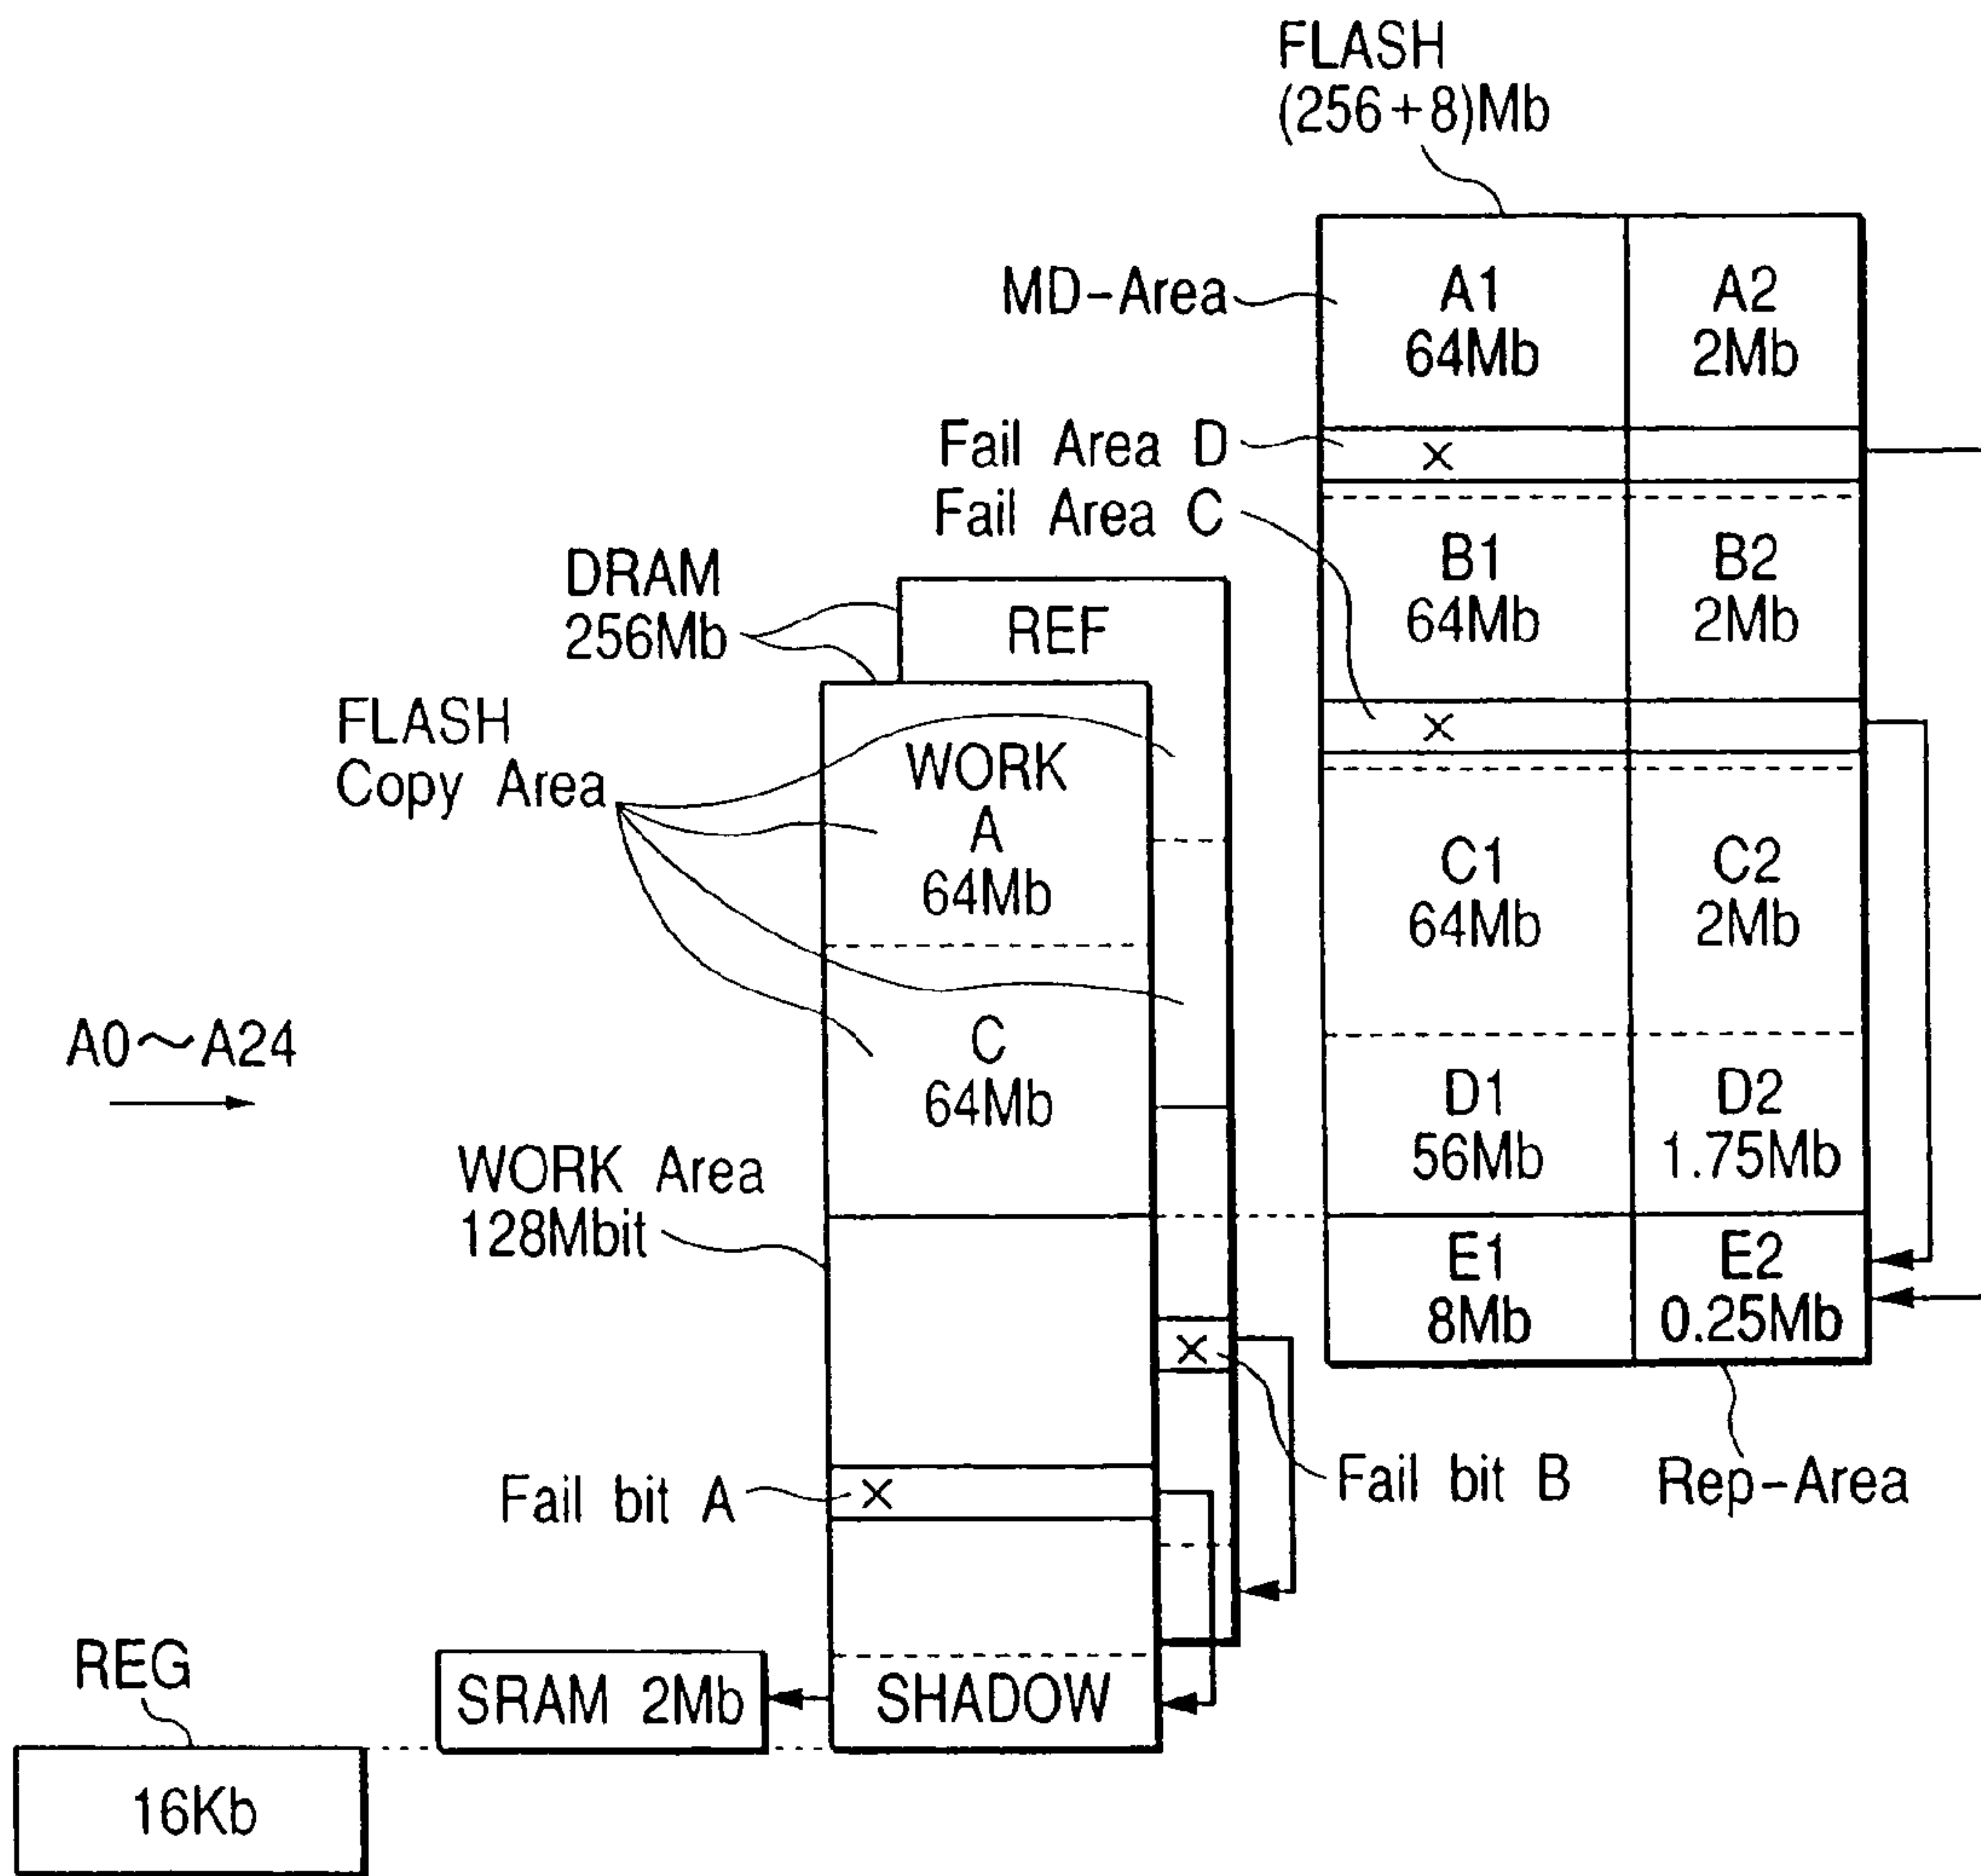 FLASH
(256+8)Mb
MD-Area
A1
64Mb
A2
2Mb
Fail Area D
×
Fail Area C
B1
64Mb
B2
2Mb
×
DRAM
256Mb
REF
FLASH
Copy Area
WORK
A
64Mb
C1
64Mb
C2
2Mb
A0~A24
C
64Mb
D1
56Mb
D2
1.75Mb
WORK Area
128Mbit
E1
8Mb
E2
0.25Mb
×
Fail bit A
×
Fail bit B
Rep-Area
REG
SRAM 2Mb
SHADOW
16Kb